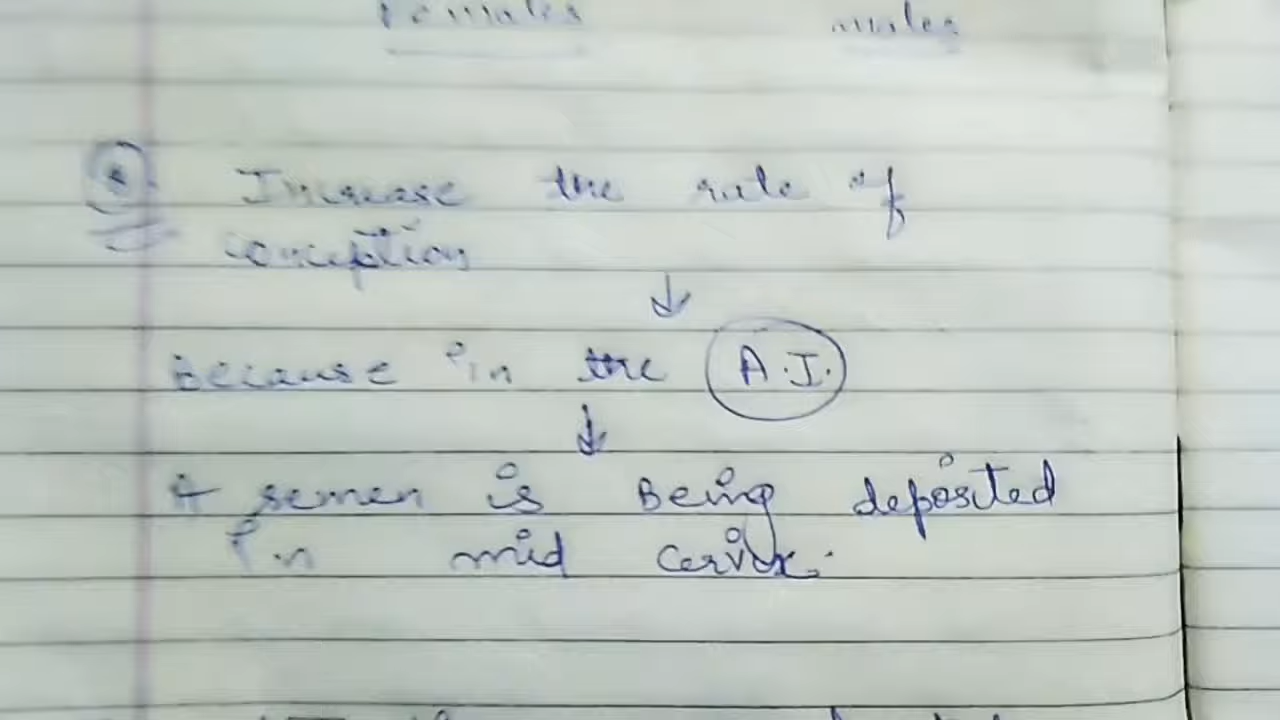 Females males
Increase the rate of
conception
↓
Because in the A.I.
↓
A semen is Being deposited
in mid cervix.